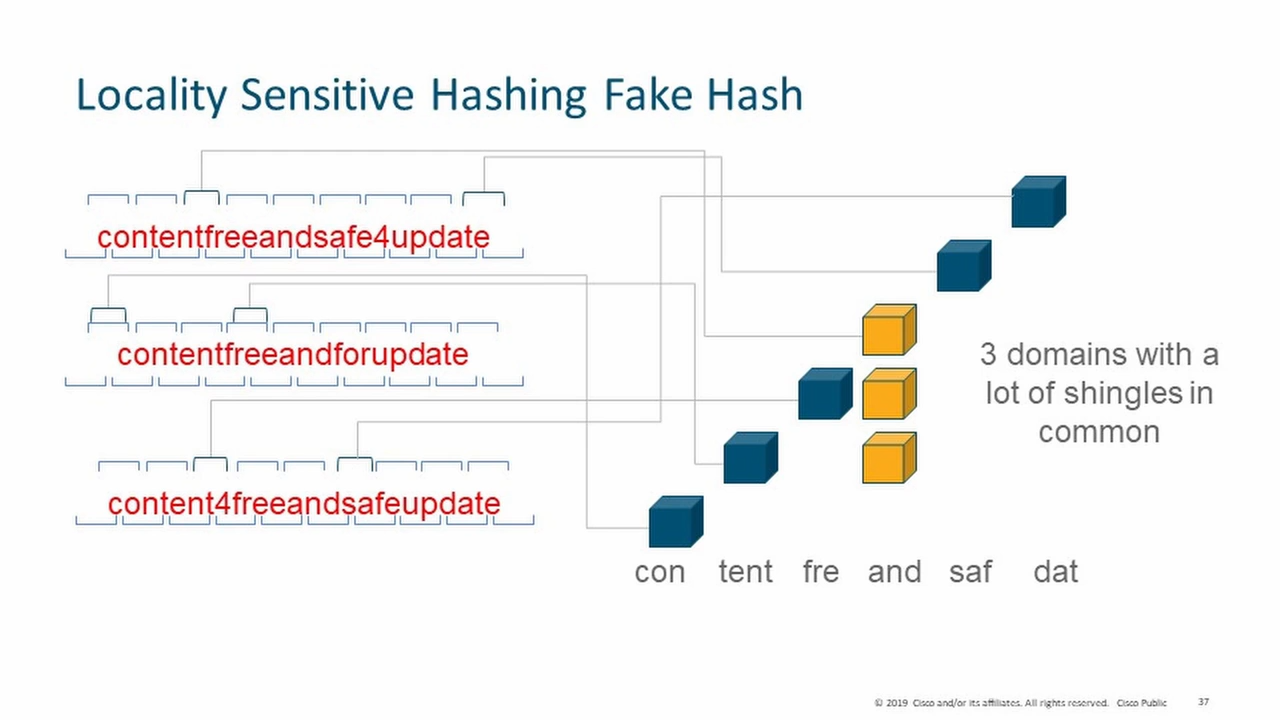 Locality Sensitive Hashing Fake Hash
contentfreeandsafe4update
contentfreeandforupdate
content4freeandsafeupdate
3 domains with a
lot of shingles in
common
con tent fre and saf dat
© 2019 Cisco and/or its affiliates. All rights reserved. Cisco Public 37